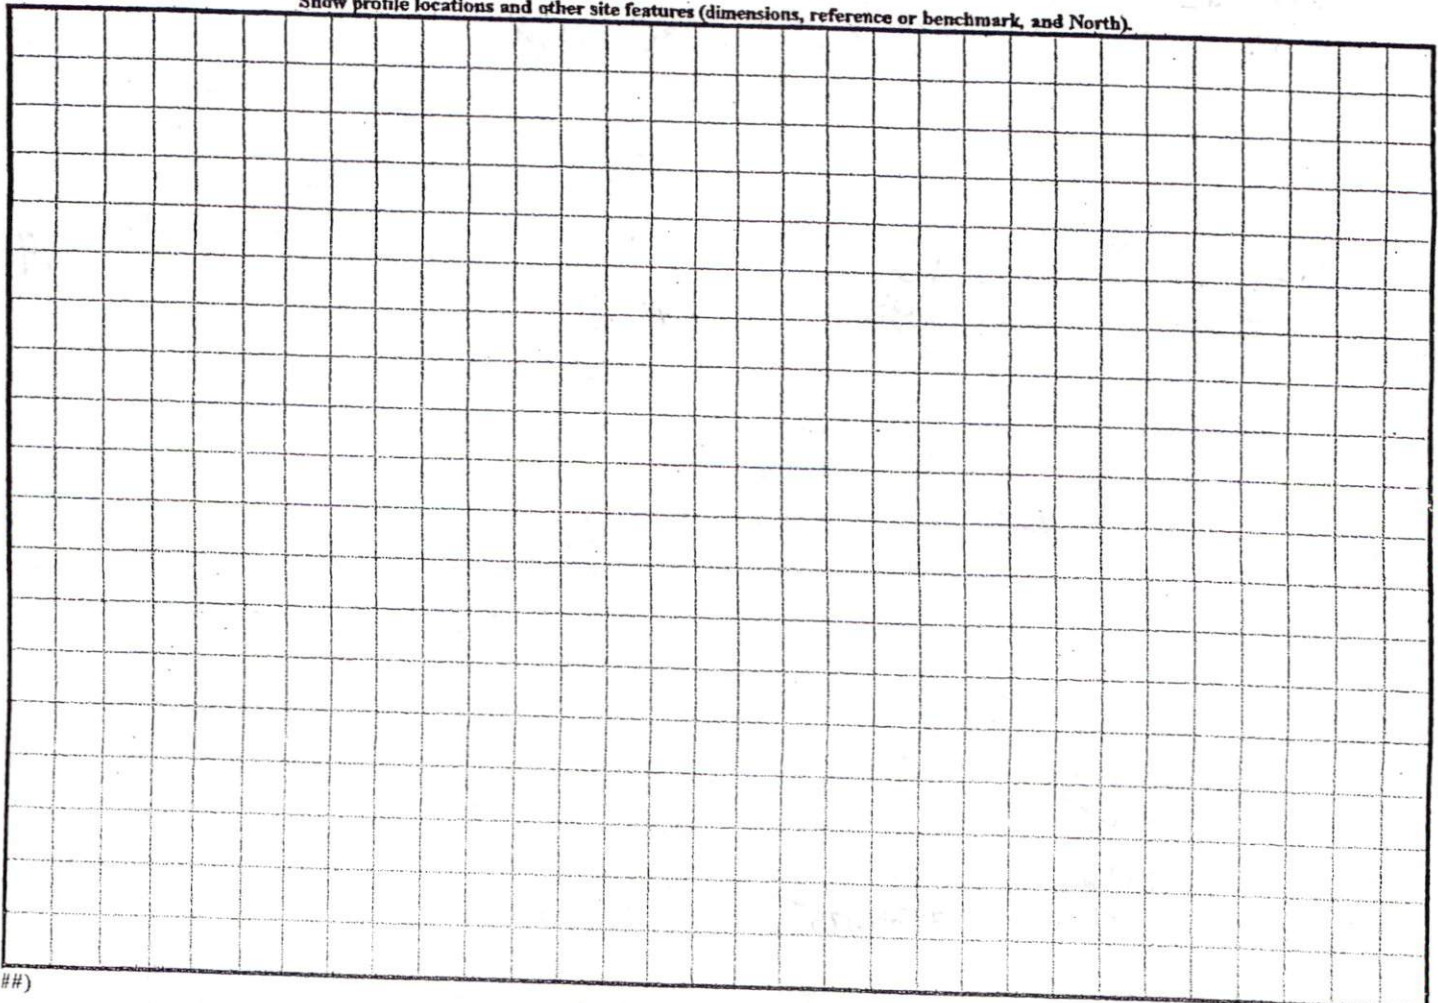 Show profile locations and other site features (dimensions, reference or benchmark, and North).
##)